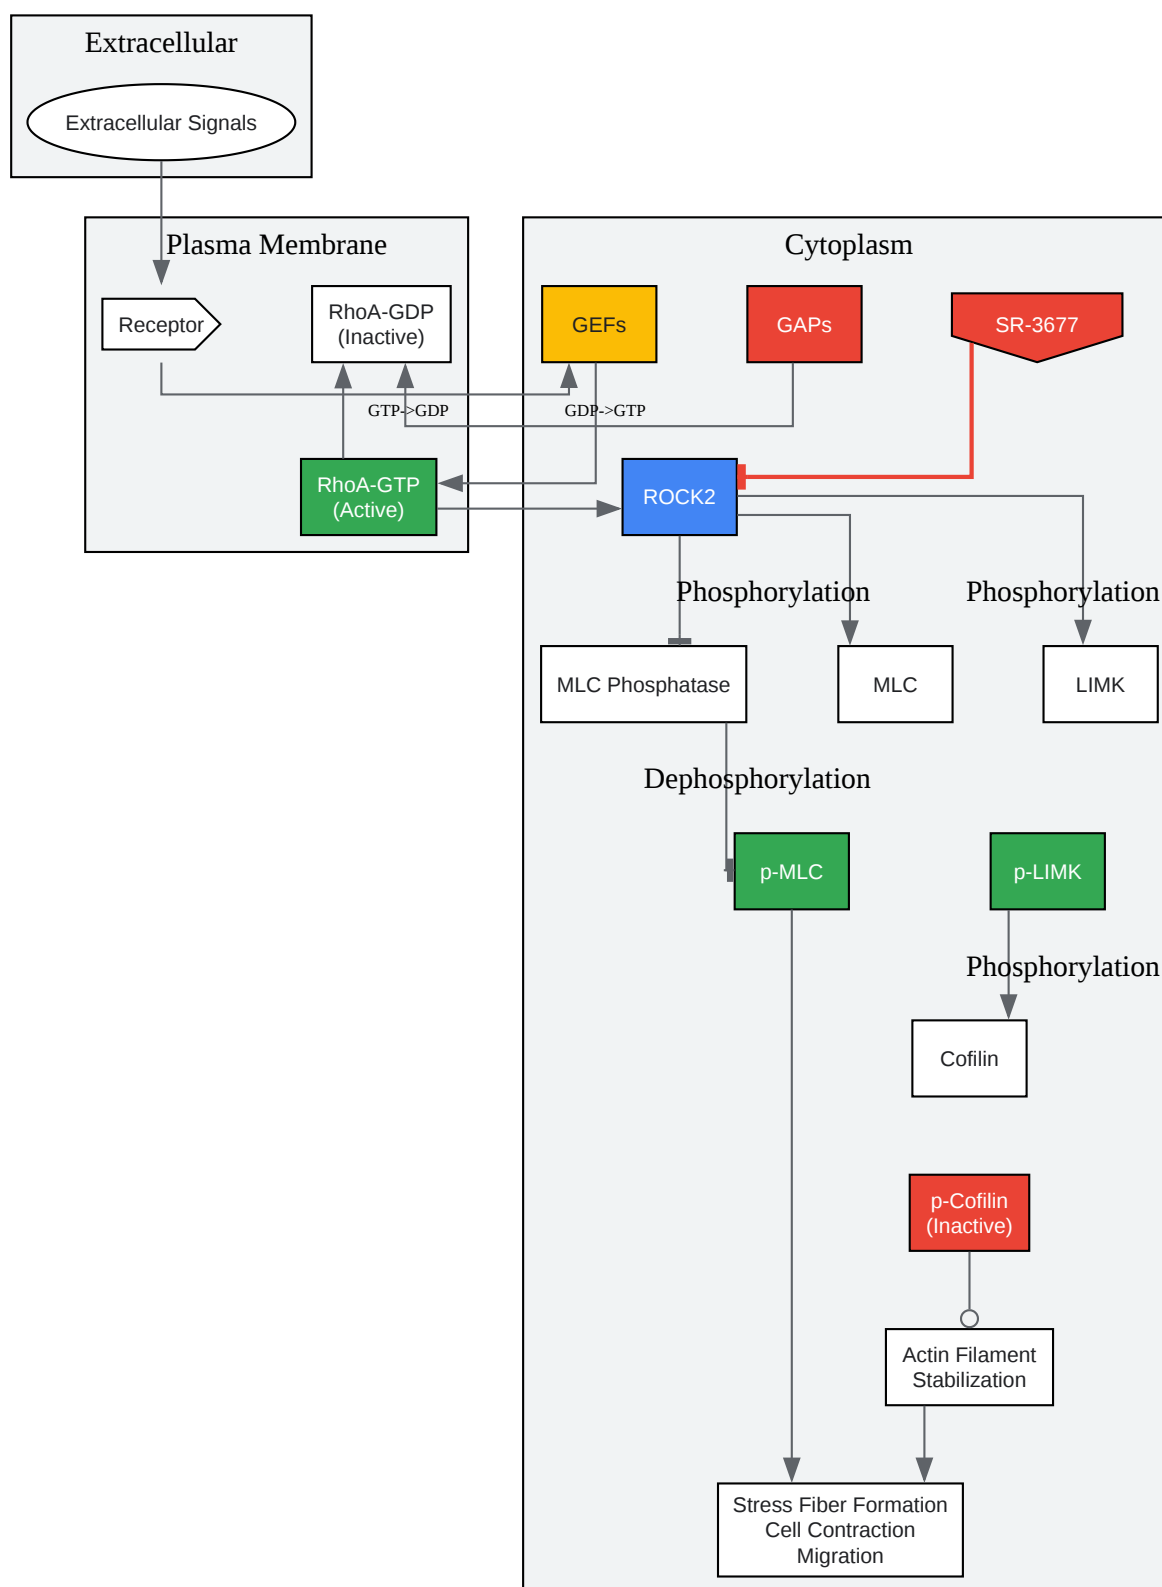 Extracellular
Extracellular Signals
Plasma Membrane
Cytoplasm
Receptor
RhoA-GDP
(Inactive)
GEFs
GAPs
SR-3677
GTP->GDP
GDP->GTP
RhoA-GTP
(Active)
ROCK2
Phosphorylation
Phosphorylation
MLC Phosphatase
MLC
LIMK
Dephosphorylation
p-MLC
p-LIMK
Phosphorylation
Cofilin
p-Cofilin
(Inactive)
Actin Filament
Stabilization
Stress Fiber Formation
Cell Contraction
Migration